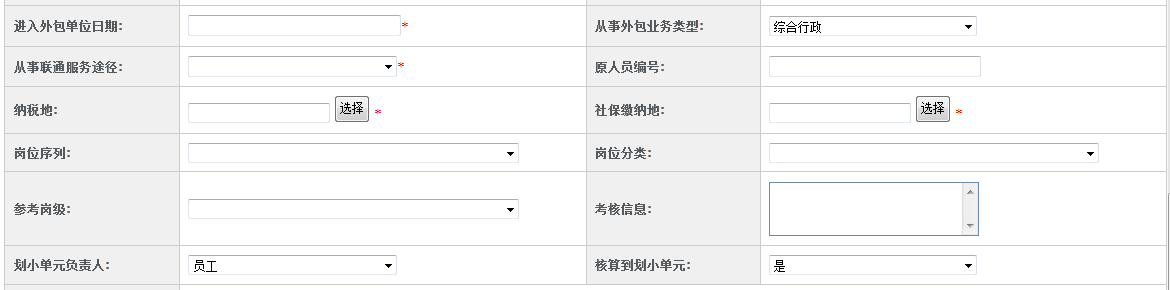 进入外包单位日期: * 从事外包业务类型: 综合行政
从事联通服务途径: * 原人员编号:
纳税地: 选择 * 社保缴纳地: 选择 *
岗位序列: 岗位分类:
参考岗级: 考核信息:
划小单元负责人: 员工 核算到划小单元: 是